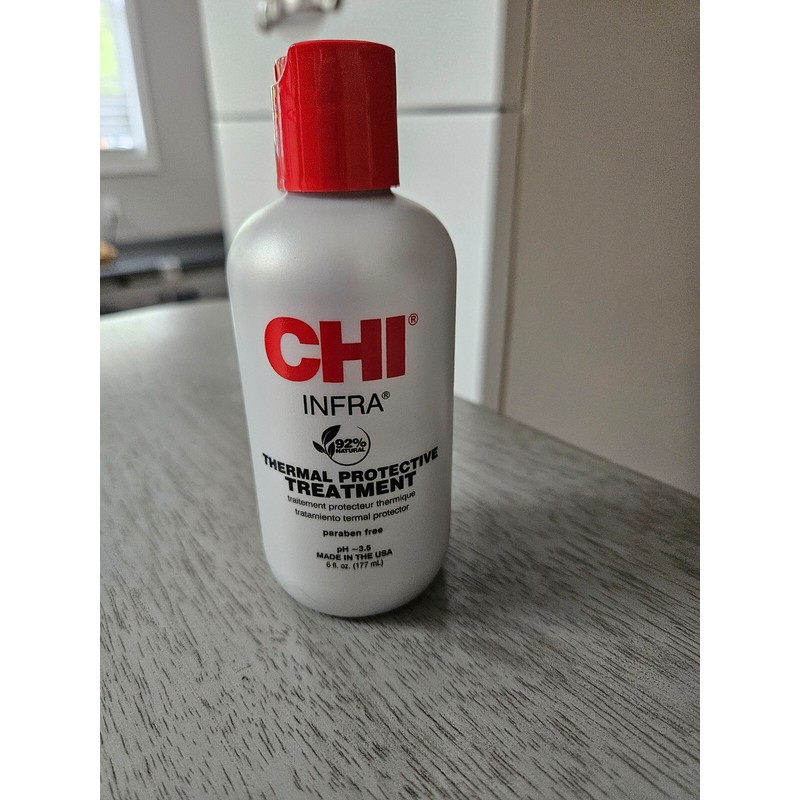 CHI®
INFRA®
92%
NATURAL
THERMAL PROTECTIVE
TREATMENT
traitement protecteur thermique
tratamiento termal protector
paraben free
pH ~3.5
MADE IN THE USA
6 fl. oz. (177 mL)